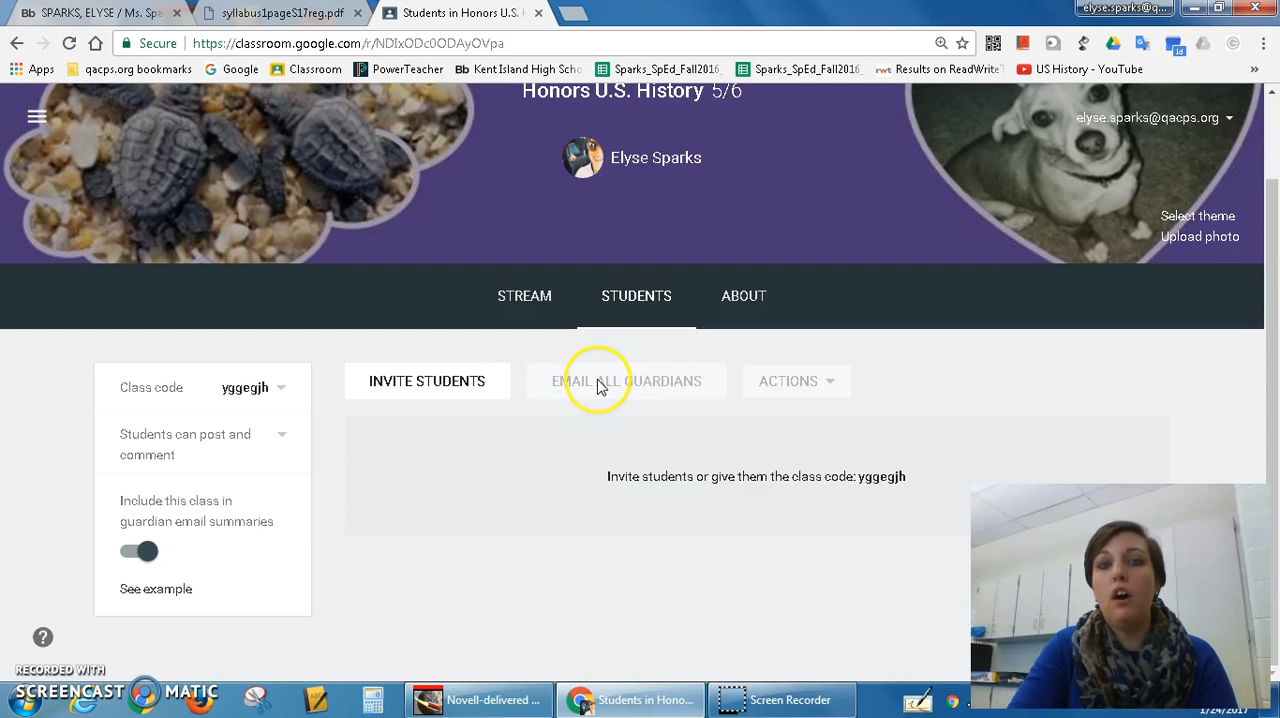 SPARKS, ELYSE / Ms. Spa
syllabus1pageS17reg.pdf
Students in Honors U.S. H
elyse.sparks@q...
Secure
https://classroom.google.com/r/NDIxODc0ODAyOVpa
Apps
qacps.org bookmarks
Google
Classroom
PowerTeacher
Bb Kent Island High Scho
Sparks_SpEd_Fall2016
Sparks_SpEd_Fall2016
rwt Results on ReadWrite
US History - YouTube
Honors U.S. History 5/6
elyse.sparks@qacps.org
Elyse Sparks
Select theme
Upload photo
STREAM
STUDENTS
ABOUT
Class code yggegjh
INVITE STUDENTS
EMAIL ALL GUARDIANS
ACTIONS
Students can post and
comment
Invite students or give them the class code: yggegjh
Include this class in
guardian email summaries
See example
?
RECORDED WITH
SCREENCAST MATIC
Novell-delivered ...
Students in Hono...
Screen Recorder
1/24/2017